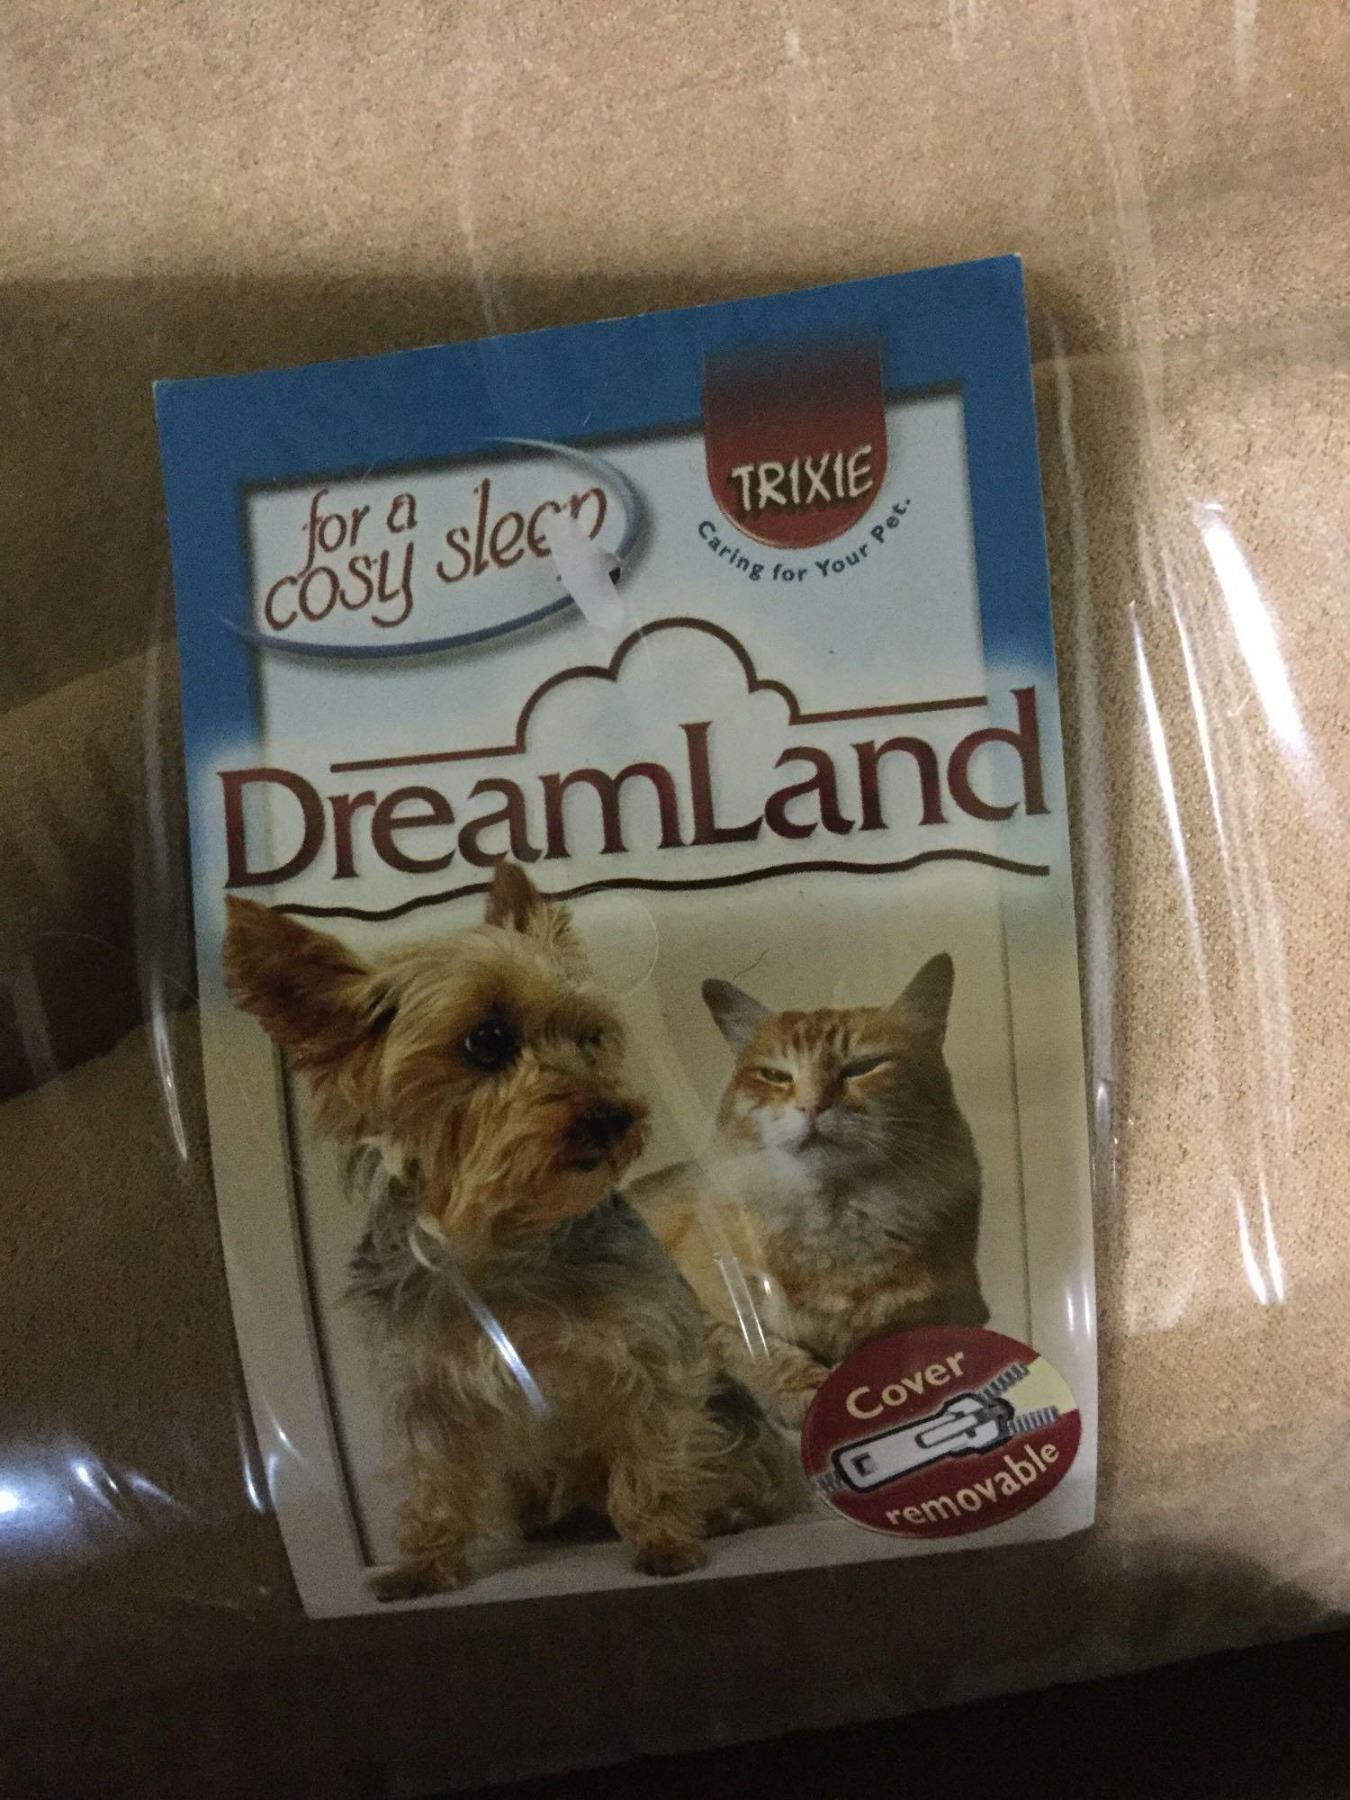 for a
cosy sleep
TRIXIE
Caring for Your Pet.
DreamLand
Cover
removable